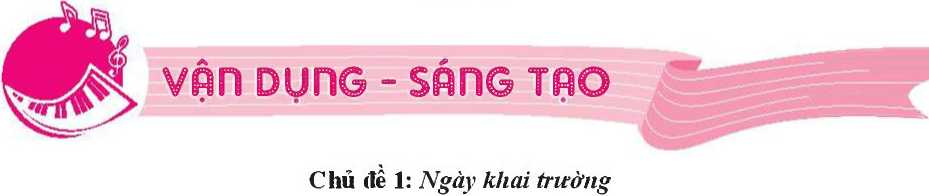 VẬN DỤNG - SÁNG TẠO
Chủ đề 1: Ngày khai trường